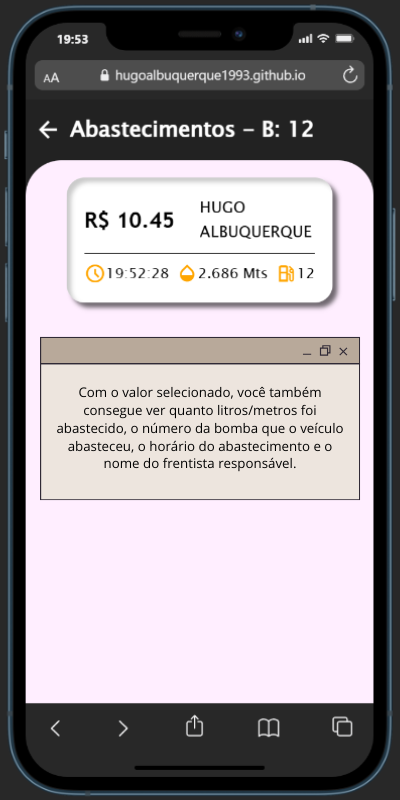 19:53
AA hugoalbuquerque1993.github.io
Abastecimentos - B: 12
R$ 10.45
HUGO
ALBUQUERQUE
19:52:28 2.686 Mts 12
Com o valor selecionado, você também
consegue ver quanto litros/metros foi
abastecido, o número da bomba que o veículo
abasteceu, o horário do abastecimento e o
nome do frentista responsável.